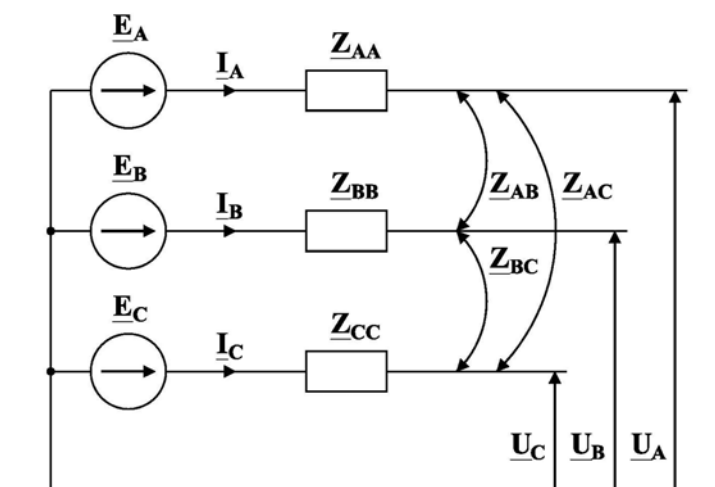 E_A
I_A
Z_AA
E_B
I_B
Z_BB
Z_AB
Z_AC
Z_BC
E_C
I_C
Z_CC
U_C U_B U_A